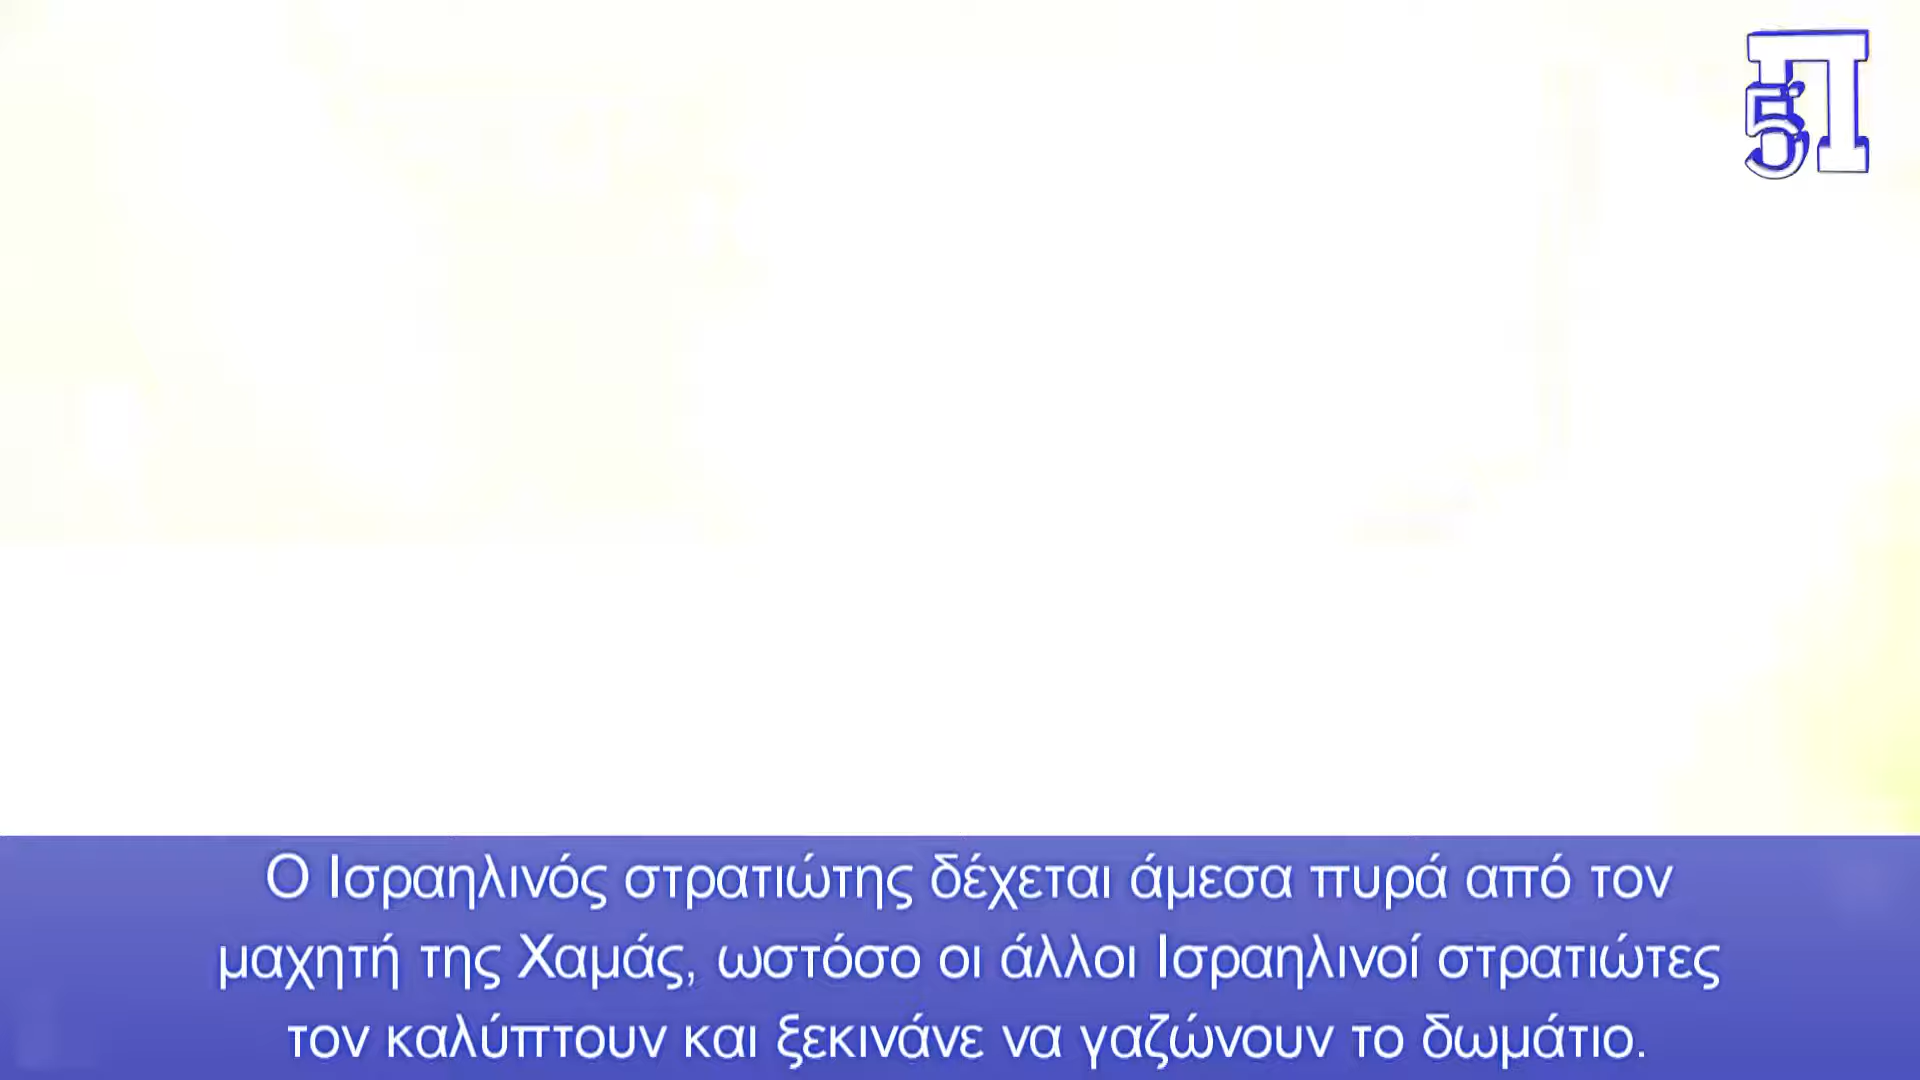 5'Π
Ο Ισραηλινός στρατιώτης δέχεται άμεσα πυρά από τον
μαχητή της Χαμάς, ωστόσο οι άλλοι Ισραηλινοί στρατιώτες
τον καλύπτουν και ξεκινάνε να γαζώνουν το δωμάτιο.